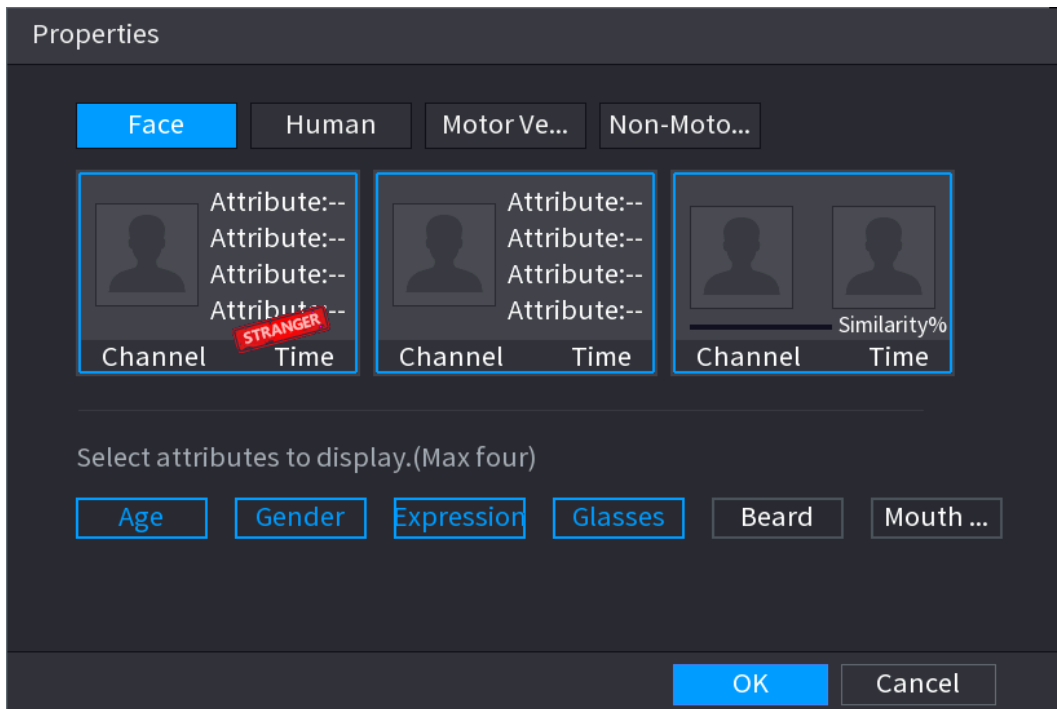 Properties
Face Human Motor Ve... Non-Moto...
Attribute:-- Attribute:--
Attribute:-- Attribute:--
Attribute:-- Attribute:--
Attribute:-- Attribute:--
STRANGER Similarity%
Channel Time Channel Time Channel Time
Select attributes to display.(Max four)
Age Gender Expression Glasses Beard Mouth ...
OK Cancel